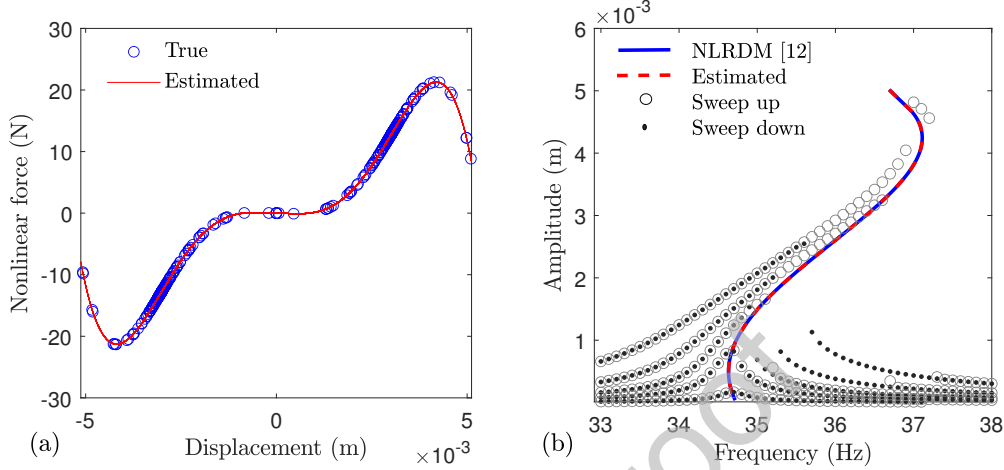 30
20
10
0
-10
-20
-30
-5
0
5
×10⁻³
Nonlinear force (N)
Displacement (m)
True
Estimated
(a)
×10⁻³
6
5
4
3
2
1
33
34
35
36
37
38
Amplitude (m)
Frequency (Hz)
NLRDM [12]
Estimated
Sweep up
Sweep down
(b)